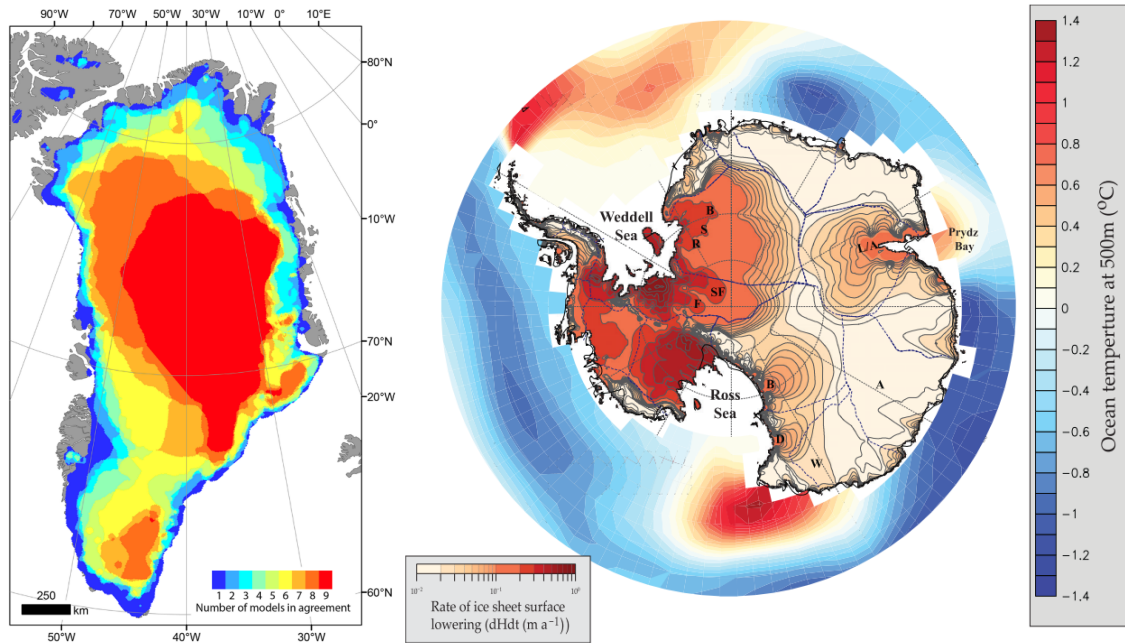 90°W 70°W 50°W 40°W 30°W 20°W 10°W 0° 10°E
80°N
0°
10°W
70°N
20°W
60°N
50°W 40°W 30°W
1 2 3 4 5 6 7 8 9
Number of models in agreement
250
km
Weddell
Sea
B
S
R
SF
F
L/A
Prydz
Bay
Ross
Sea
B
A
D
W
10⁻² 10⁻¹ 10⁰
Rate of ice sheet surface
lowering (dHdt (m a⁻¹))
1.4
1.2
1
0.8
0.6
0.4
0.2
0
−0.2
−0.4
−0.6
−0.8
−1
−1.2
−1.4
Ocean temperture at 500m (°C)